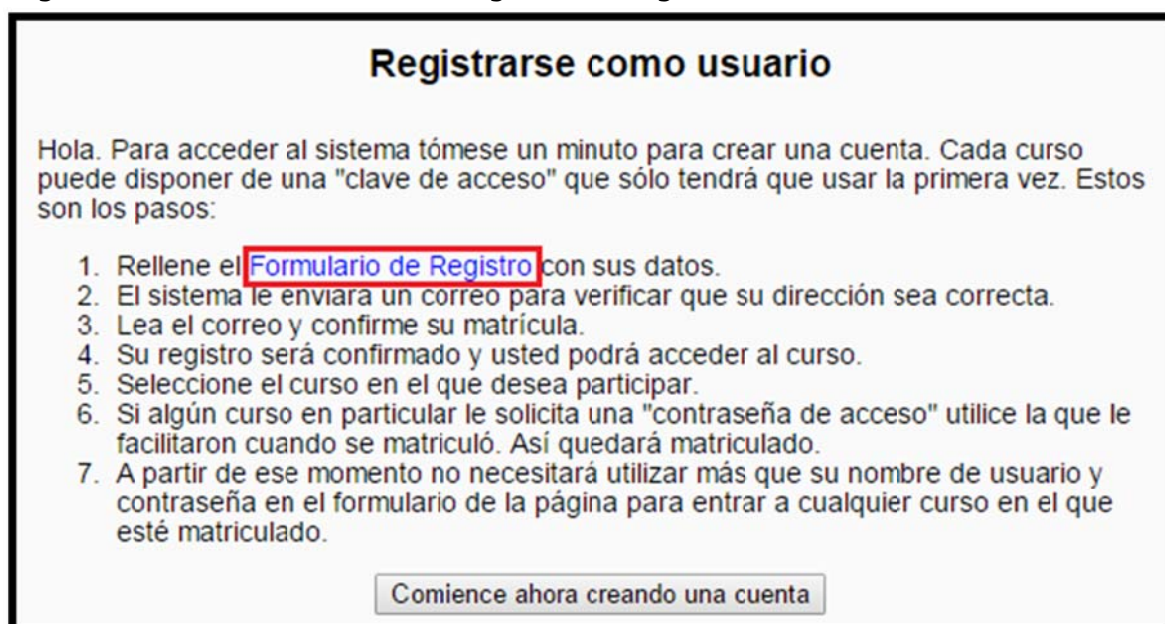 Registrarse como usuario
Hola. Para acceder al sistema tómese un minuto para crear una cuenta. Cada curso
puede disponer de una "clave de acceso" que sólo tendrá que usar la primera vez. Estos
son los pasos:
1. Rellene el Formulario de Registro con sus datos.
2. El sistema le enviará un correo para verificar que su dirección sea correcta.
3. Lea el correo y confirme su matrícula.
4. Su registro será confirmado y usted podrá acceder al curso.
5. Seleccione el curso en el que desea participar.
6. Si algún curso en particular le solicita una "contraseña de acceso" utilice la que le
facilitaron cuando se matriculó. Así quedará matriculado.
7. A partir de ese momento no necesitará utilizar más que su nombre de usuario y
contraseña en el formulario de la página para entrar a cualquier curso en el que
esté matriculado.
Comience ahora creando una cuenta